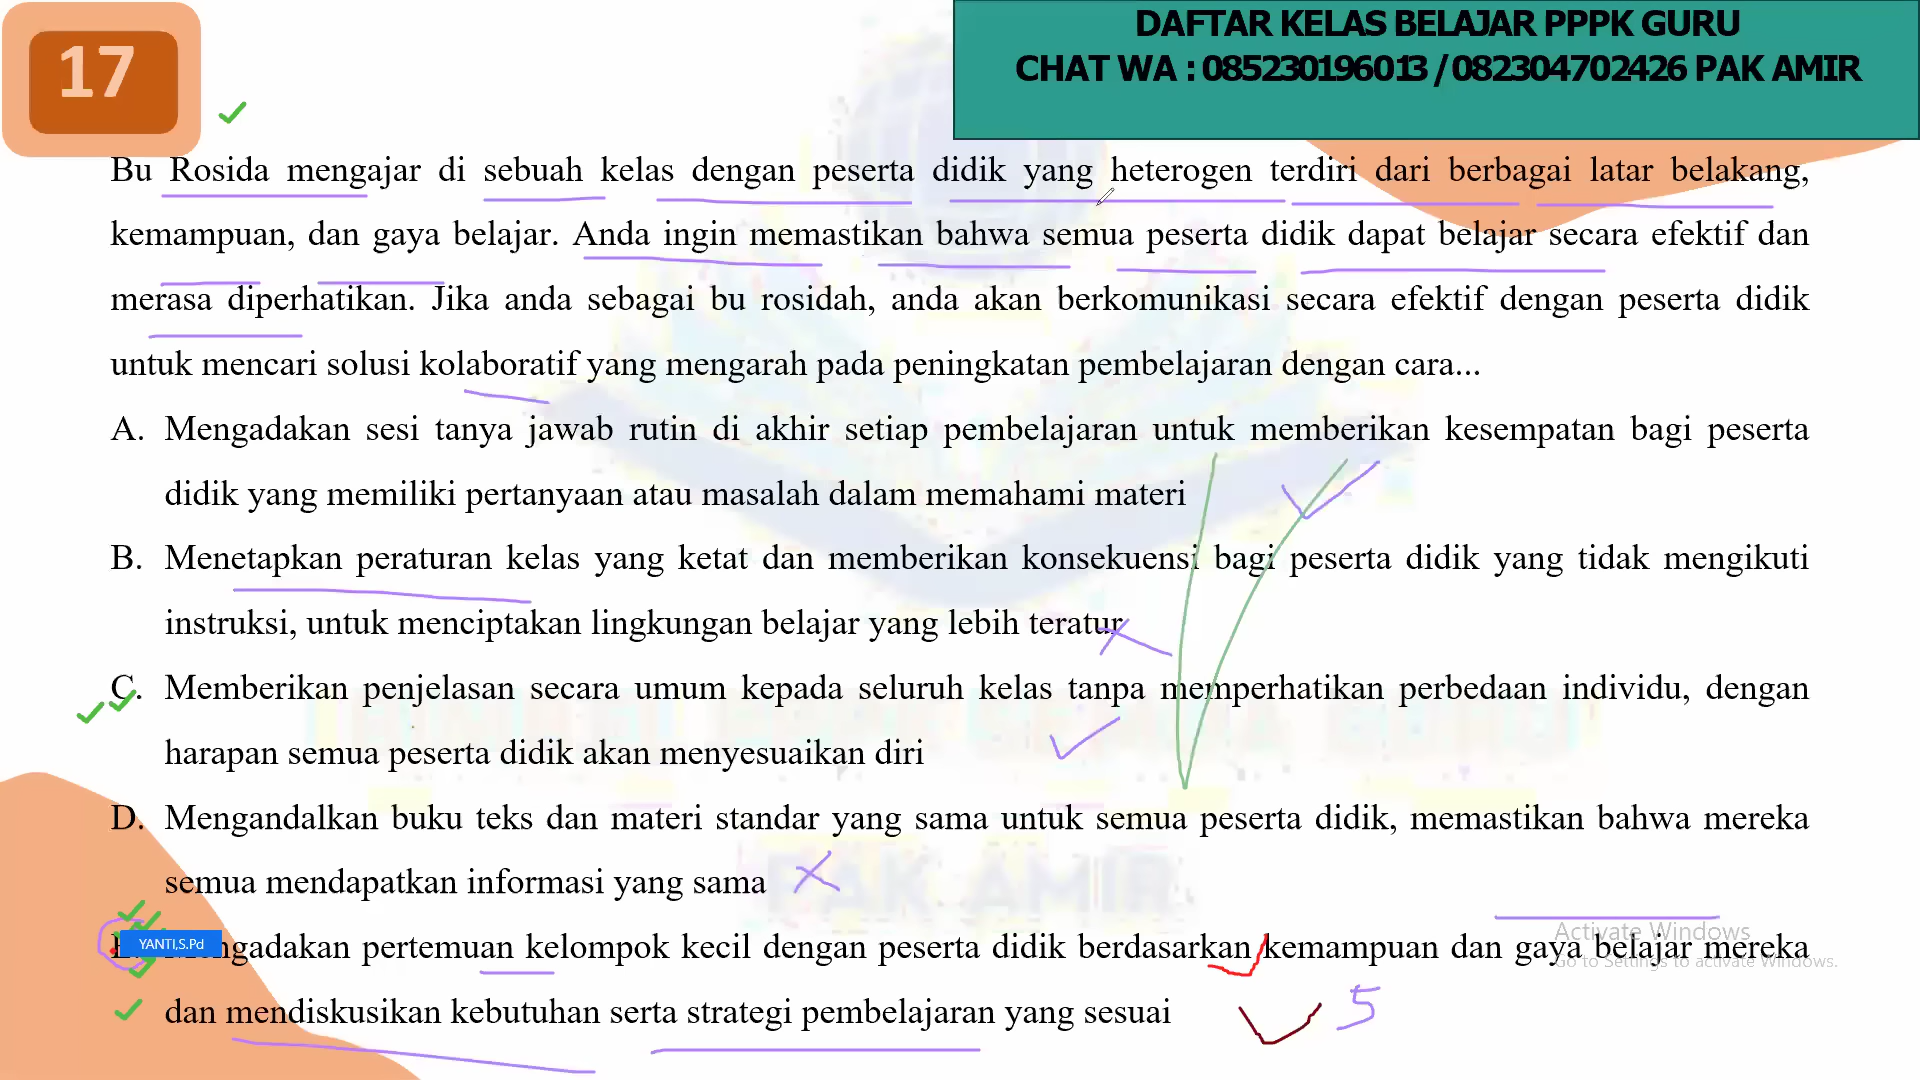 17
DAFTAR KELAS BELAJAR PPPK GURU
CHAT WA : 085230196013 / 082304702426 PAK AMIR
Bu Rosida mengajar di sebuah kelas dengan peserta didik yang heterogen terdiri dari berbagai latar belakang,
kemampuan, dan gaya belajar. Anda ingin memastikan bahwa semua peserta didik dapat belajar secara efektif dan
merasa diperhatikan. Jika anda sebagai bu rosidah, anda akan berkomunikasi secara efektif dengan peserta didik
untuk mencari solusi kolaboratif yang mengarah pada peningkatan pembelajaran dengan cara...
A. Mengadakan sesi tanya jawab rutin di akhir setiap pembelajaran untuk memberikan kesempatan bagi peserta
didik yang memiliki pertanyaan atau masalah dalam memahami materi
B. Menetapkan peraturan kelas yang ketat dan memberikan konsekuensi bagi peserta didik yang tidak mengikuti
instruksi, untuk menciptakan lingkungan belajar yang lebih teratur
C. Memberikan penjelasan secara umum kepada seluruh kelas tanpa memperhatikan perbedaan individu, dengan
harapan semua peserta didik akan menyesuaikan diri
D. Mengandalkan buku teks dan materi standar yang sama untuk semua peserta didik, memastikan bahwa mereka
semua mendapatkan informasi yang sama
PAK AMIR
Activate Windows
YANTI,S.Pd
Mengadakan pertemuan kelompok kecil dengan peserta didik berdasarkan kemampuan dan gaya belajar mereka
Go to Settings to activate Windows.
dan mendiskusikan kebutuhan serta strategi pembelajaran yang sesuai
5